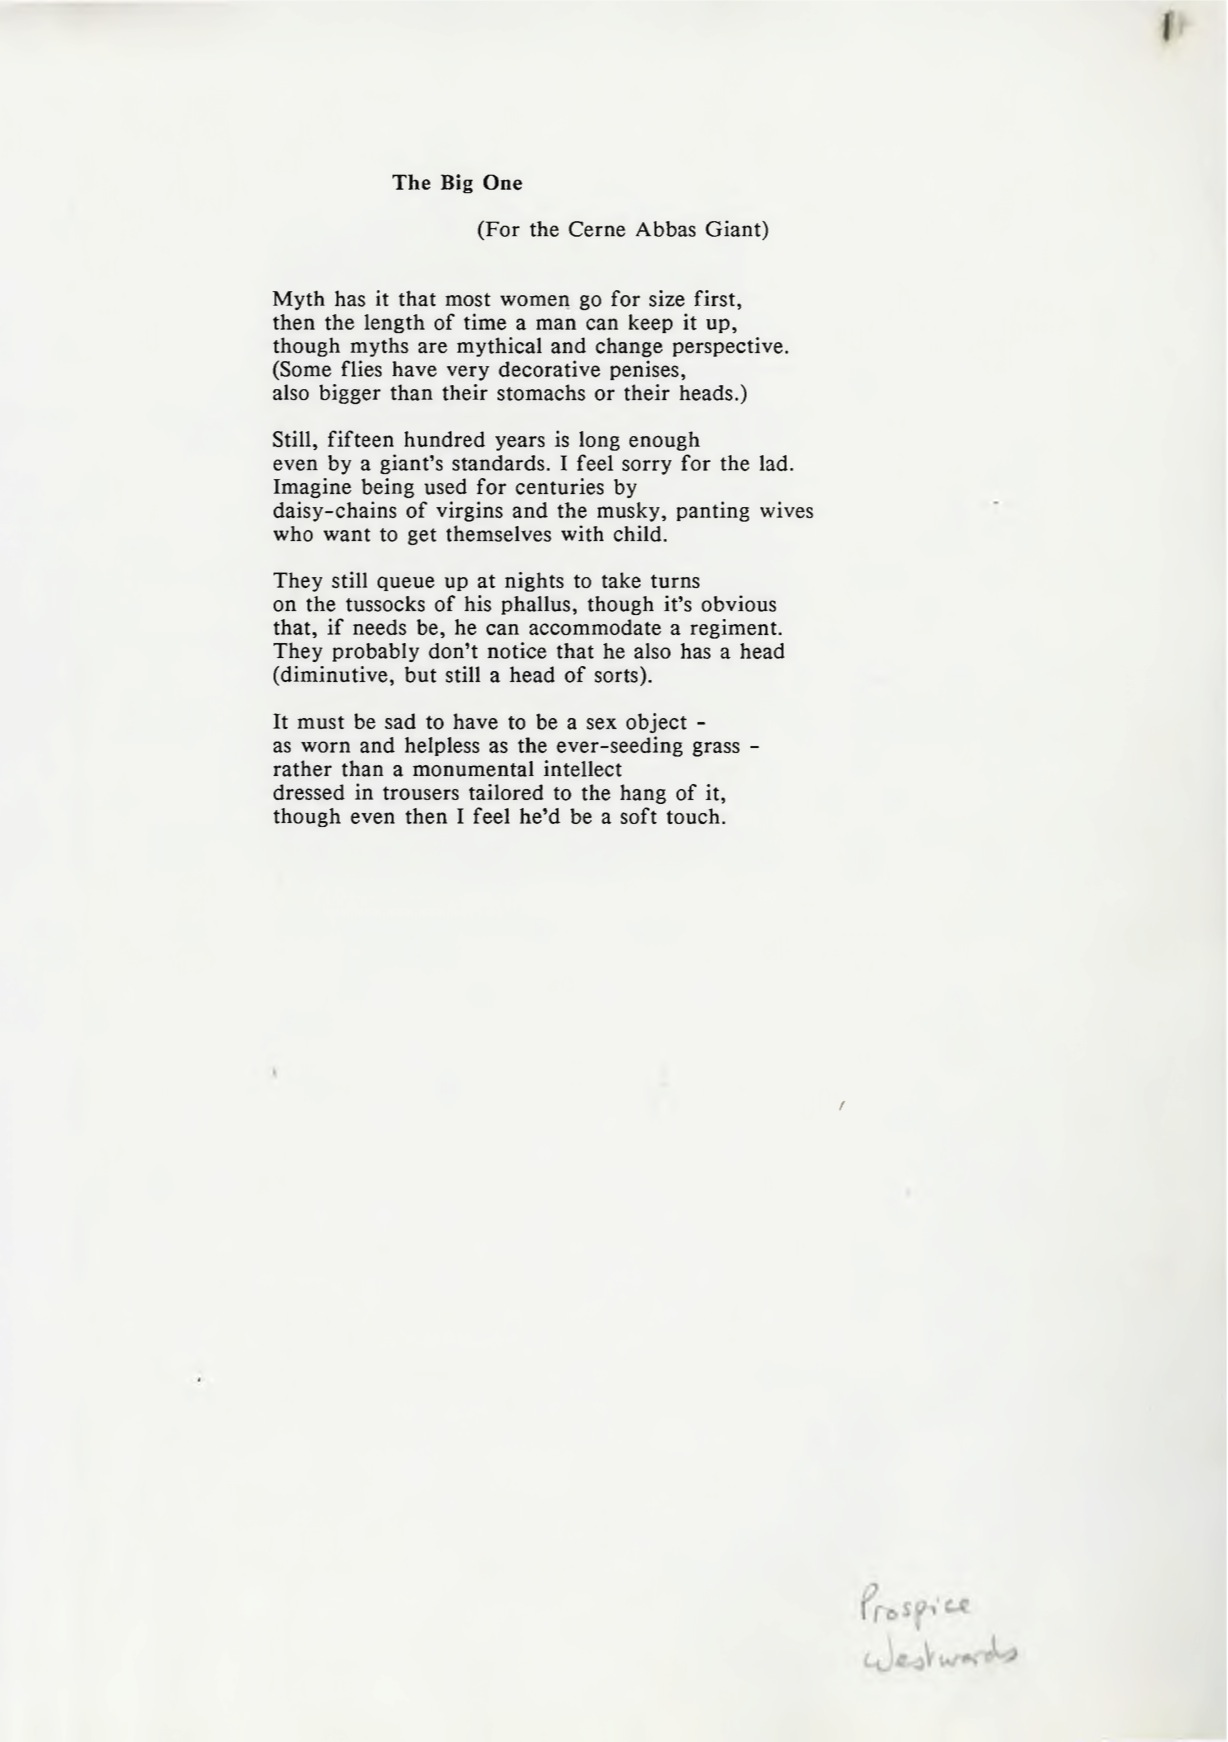 The Big One
(For the Cerne Abbas Giant)
Myth has it that most women go for size first,
then the length of time a man can keep it up,
though myths are mythical and change perspective.
(Some flies have very decorative penises,
also bigger than their stomachs or their heads.)
Still, fifteen hundred years is long enough
even by a giant's standards. I feel sorry for the lad.
Imagine being used for centuries by
daisy-chains of virgins and the musky, panting wives
who want to get themselves with child.
They still queue up at nights to take turns
on the tussocks of his phallus, though it's obvious
that, if needs be, he can accommodate a regiment.
They probably don't notice that he also has a head
(diminutive, but still a head of sorts).
It must be sad to have to be a sex object -
as worn and helpless as the ever-seeding grass -
rather than a monumental intellect
dressed in trousers tailored to the hang of it,
though even then I feel he'd be a soft touch.
Prospice
Westwards